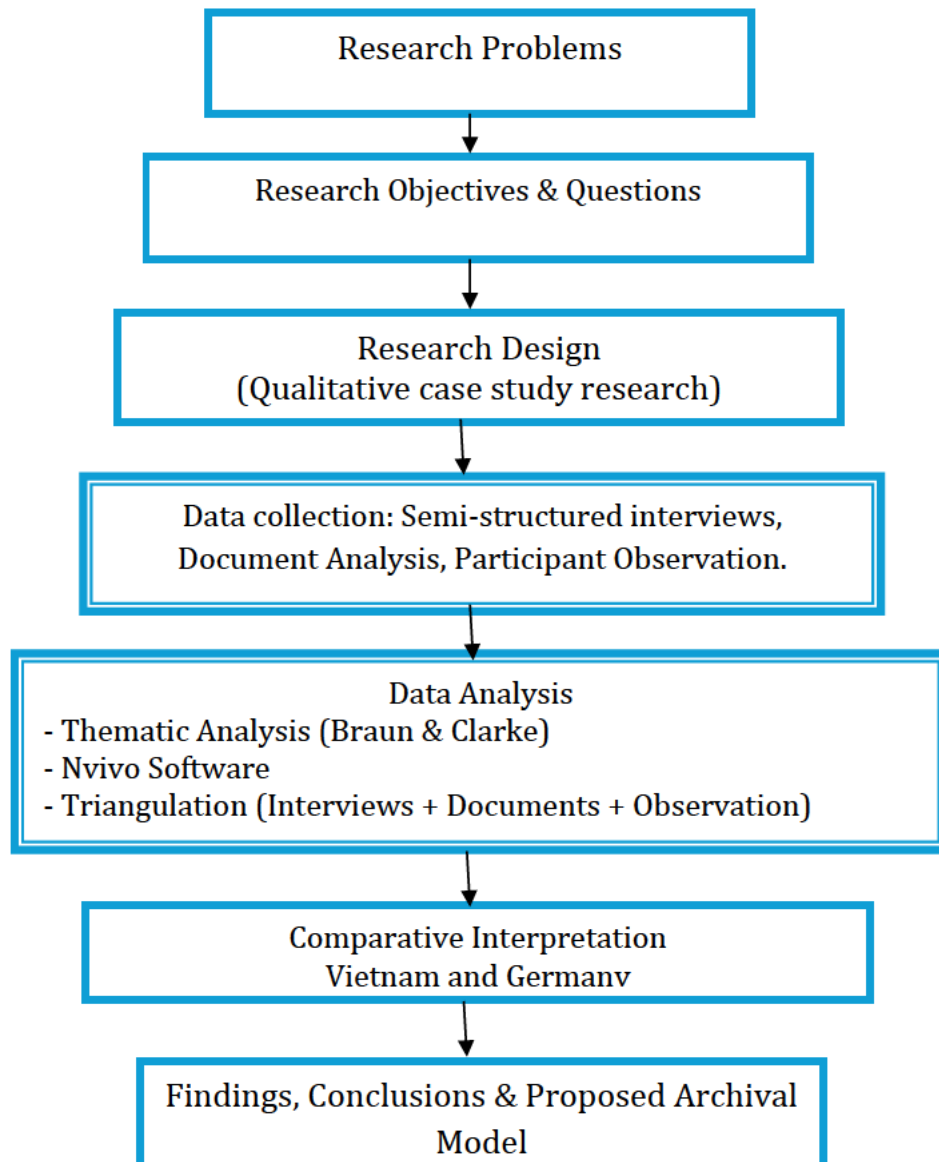 Research Problems
Research Objectives & Questions
Research Design
(Qualitative case study research)
Data collection: Semi-structured interviews,
Document Analysis, Participant Observation.
Data Analysis
- Thematic Analysis (Braun & Clarke)
- Nvivo Software
- Triangulation (Interviews + Documents + Observation)
Comparative Interpretation
Vietnam and Germany
Findings, Conclusions & Proposed Archival
Model